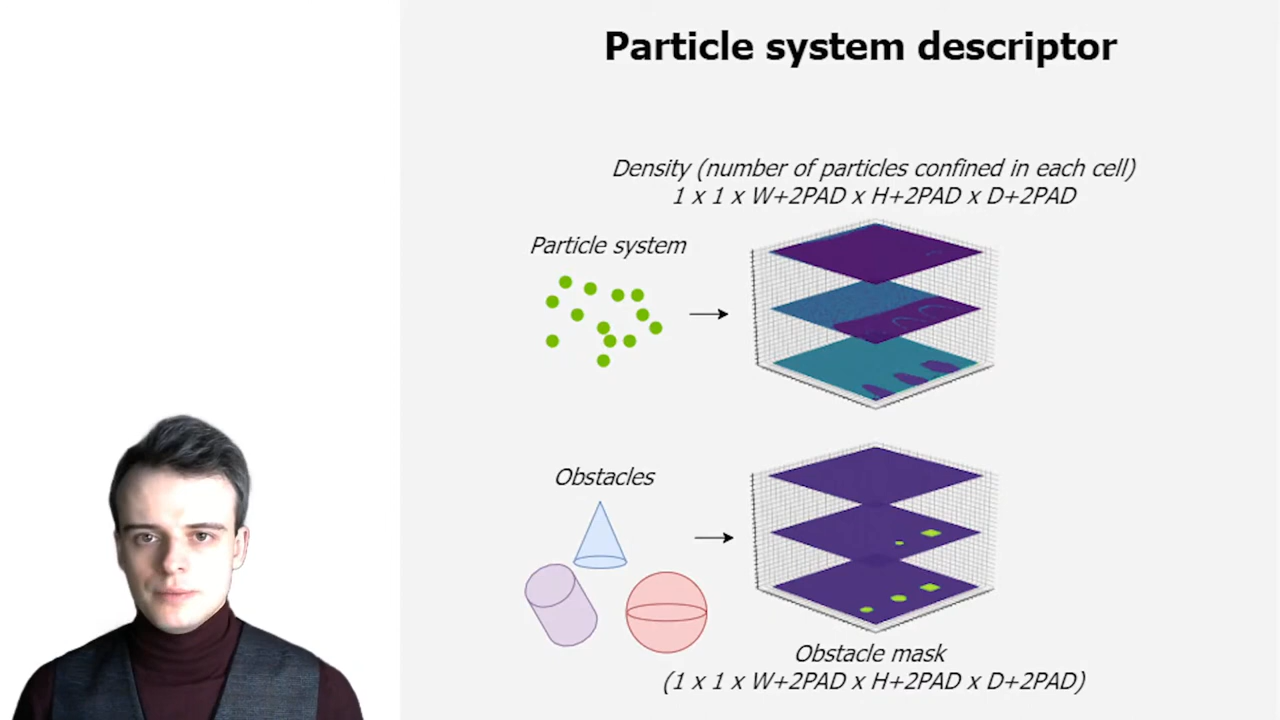 Particle system descriptor
Density (number of particles confined in each cell)
1 x 1 x W+2PAD x H+2PAD x D+2PAD
Particle system
Obstacles
Obstacle mask
(1 x 1 x W+2PAD x H+2PAD x D+2PAD)